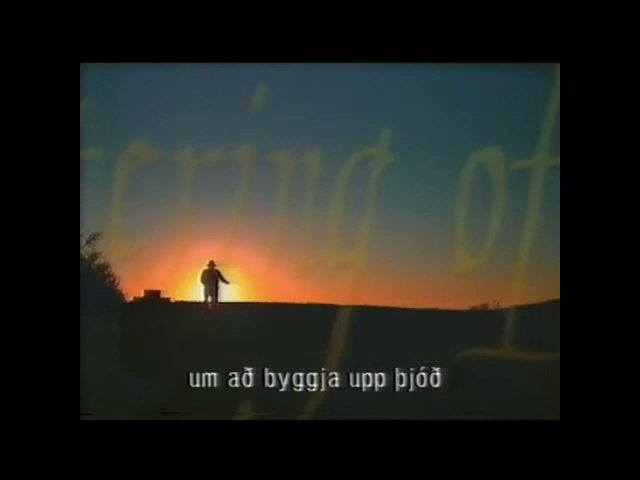 ering of
um að byggja upp þjóð